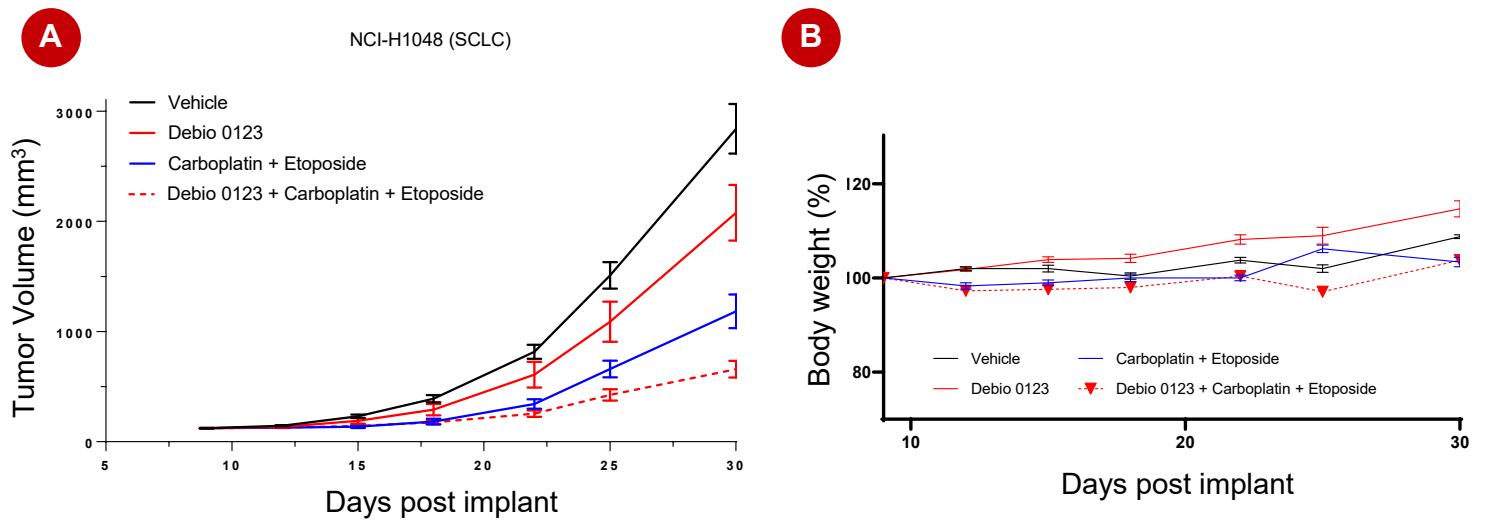 A
NCI-H1048 (SCLC)
Tumor Volume (mm³)
3000
2000
1000
0
Vehicle
Debio 0123
Carboplatin + Etoposide
Debio 0123 + Carboplatin + Etoposide
5 10 15 20 25 30
Days post implant
B
Body weight (%)
120
100
80
Vehicle
Debio 0123
Carboplatin + Etoposide
Debio 0123 + Carboplatin + Etoposide
10 20 30
Days post implant